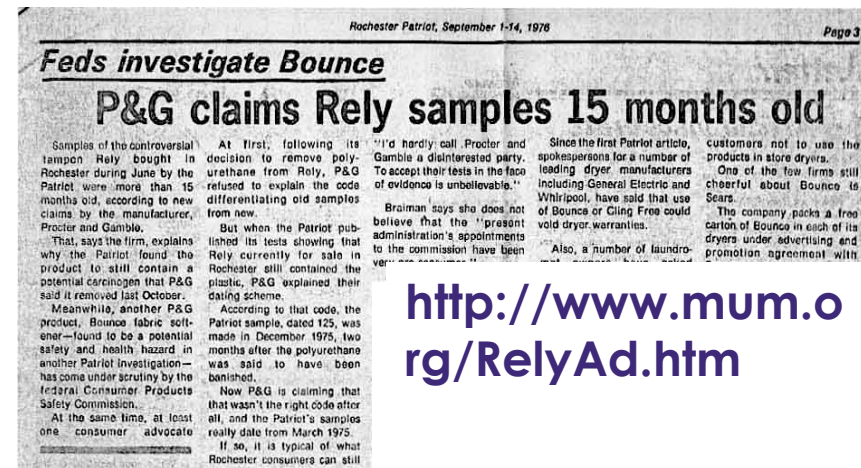 Rochester Patriot, September 1-14, 1976
Page 3
Feds investigate Bounce
P&G claims Rely samples 15 months old
Samples of the controversial
tampon Rely bought in
Rochester during June by the
Patriot were more than 15
months old, according to new
claims by the manufacturer,
Procter and Gamble.
That, says the firm, explains
why the Patriot found the
product to still contain a
potential carcinogen that P&G
said it removed last October.
Meanwhile, another P&G
product, Bounce fabric soft-
ener—found to be a potential
safety and health hazard in
another Patriot investigation—
has come under scrutiny by the
federal Consumer Products
Safety Commission.
At the same time, at least
one consumer advocate
At first, following its
decision to remove poly-
urethane from Rely, P&G
refused to explain the code
differentiating old samples
from new.
But when the Patriot pub-
lished its tests showing that
Rely currently for sale in
Rochester still contained the
plastic, P&G explained their
dating scheme.
According to that code, the
Patriot sample, dated 125, was
made in December 1975, two
months after the polyurethane
was said to have been
banished.
Now P&G is claiming that
that wasn't the right code after
all, and the Patriot's samples
really date from March 1975.
If so, it is typical of what
Rochester consumers can still
"I'd hardly call Procter and
Gamble a disinterested party.
To accept their tests in the face
of evidence is unbelievable."
Braiman says she does not
believe that the "present
administration's appointments
to the commission have been
Since the first Patriot article,
spokespersons for a number of
leading dryer manufacturers
including General Electric and
Whirlpool, have said that use
of Bounce or Cling Free could
void dryer warranties.
Also, a number of laundro-
customers not to use the
products in store dryers.
One of the few firms still
cheerful about Bounce is
Sears.
The company packs a free
carton of Bounce in each of its
dryers under advertising and
promotion agreement with
http://www.mum.o
rg/RelyAd.htm